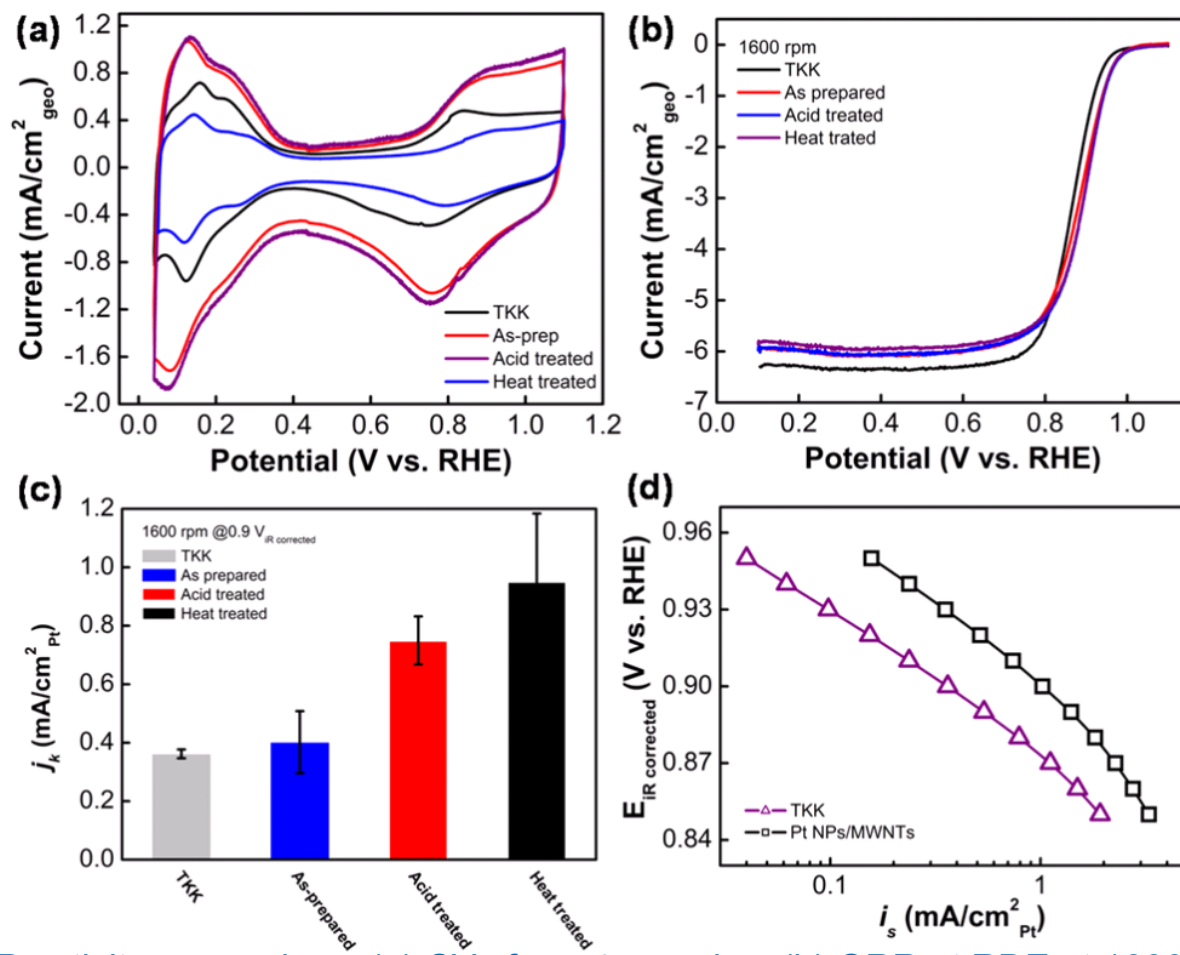 (a)
1.2
0.8
0.4
0.0
-0.4
-0.8
-1.2
-1.6
-2.0
Current (mA/cm²geo)
TKK
As-prep
Acid treated
Heat treated
0.0 0.2 0.4 0.6 0.8 1.0 1.2
Potential (V vs. RHE)
(b)
0
-1
-2
-3
-4
-5
-6
-7
Current (mA/cm²geo)
1600 rpm
TKK
As prepared
Acid treated
Heat trated
0.0 0.2 0.4 0.6 0.8 1.0
Potential (V vs. RHE)
(c)
1.2
1.0
0.8
0.6
0.4
0.2
0.0
jk (mA/cm²Pt)
1600 rpm @0.9 ViR corrected
TKK
As prepared
Acid treated
Heat treated
TKK
As-prepared
Acid treated
Heat treated
(d)
0.96
0.93
0.90
0.87
0.84
EiR corrected (V vs. RHE)
TKK
Pt NPs/MWNTs
0.1 1
is (mA/cm²Pt)